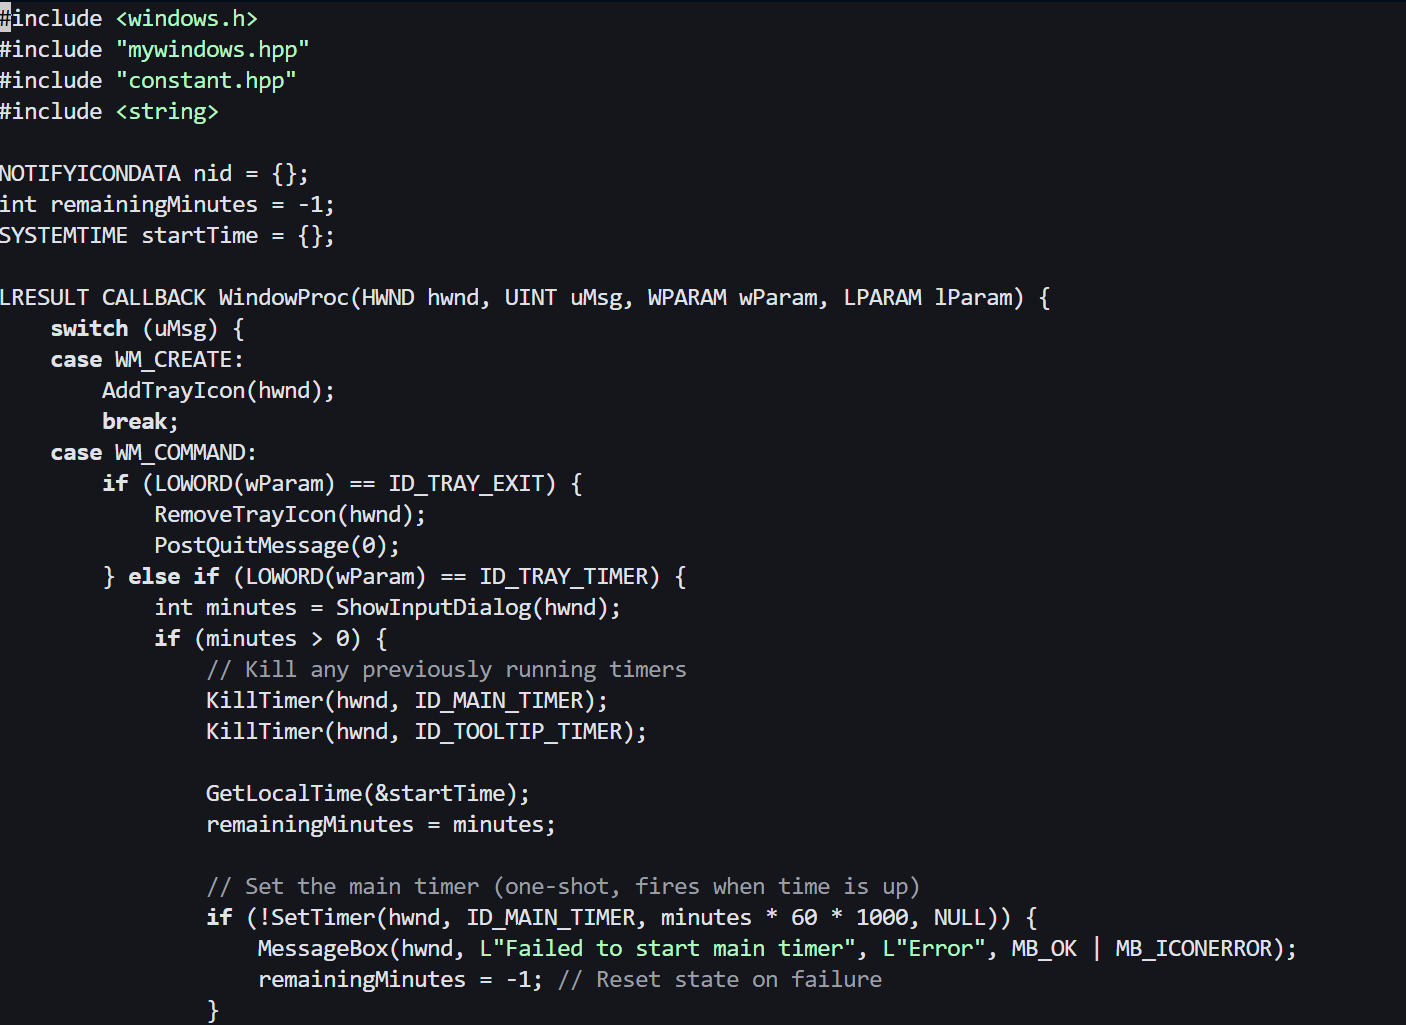 #include <windows.h>
#include "mywindows.hpp"
#include "constant.hpp"
#include <string>
NOTIFYICONDATA nid = {};
int remainingMinutes = -1;
SYSTEMTIME startTime = {};
LRESULT CALLBACK WindowProc(HWND hwnd, UINT uMsg, WPARAM wParam, LPARAM lParam) {
    switch (uMsg) {
    case WM_CREATE:
        AddTrayIcon(hwnd);
        break;
    case WM_COMMAND:
        if (LOWORD(wParam) == ID_TRAY_EXIT) {
            RemoveTrayIcon(hwnd);
            PostQuitMessage(0);
        } else if (LOWORD(wParam) == ID_TRAY_TIMER) {
            int minutes = ShowInputDialog(hwnd);
            if (minutes > 0) {
                // Kill any previously running timers
                KillTimer(hwnd, ID_MAIN_TIMER);
                KillTimer(hwnd, ID_TOOLTIP_TIMER);
                GetLocalTime(&startTime);
                remainingMinutes = minutes;
                // Set the main timer (one-shot, fires when time is up)
                if (!SetTimer(hwnd, ID_MAIN_TIMER, minutes * 60 * 1000, NULL)) {
                    MessageBox(hwnd, L"Failed to start main timer", L"Error", MB_OK | MB_ICONERROR);
                    remainingMinutes = -1; // Reset state on failure
                }